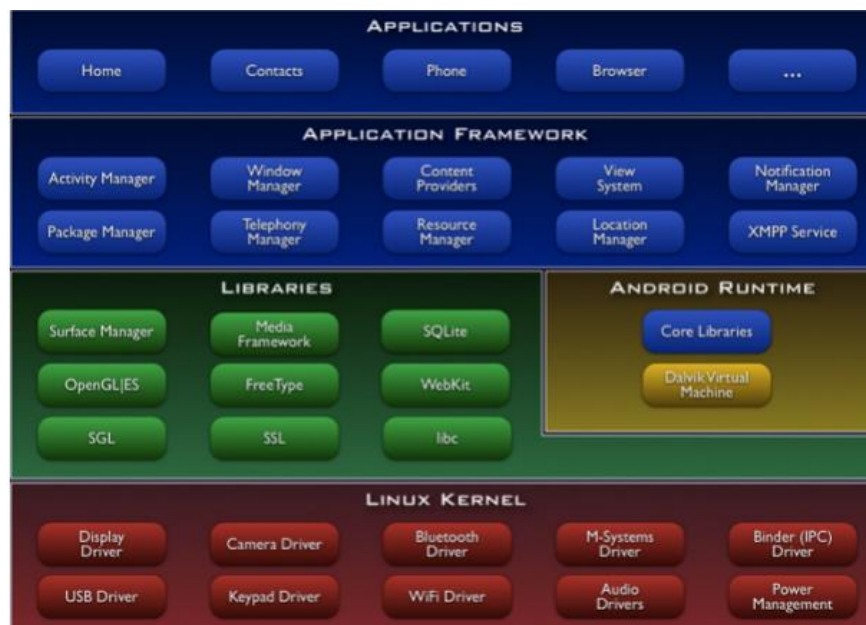 APPLICATIONS
Home
Contacts
Phone
Browser
...
APPLICATION FRAMEWORK
Activity Manager
Window
Manager
Content
Providers
View
System
Notification
Manager
Package Manager
Telephony
Manager
Resource
Manager
Location
Manager
XMPP Service
LIBRARIES
Surface Manager
Media
Framework
SQLite
OpenGL|ES
FreeType
WebKit
SGL
SSL
libc
ANDROID RUNTIME
Core Libraries
Dalvik Virtual
Machine
LINUX KERNEL
Display
Driver
Camera Driver
Bluetooth
Driver
M-Systems
Driver
Binder (IPC)
Driver
USB Driver
Keypad Driver
WiFi Driver
Audio
Drivers
Power
Management